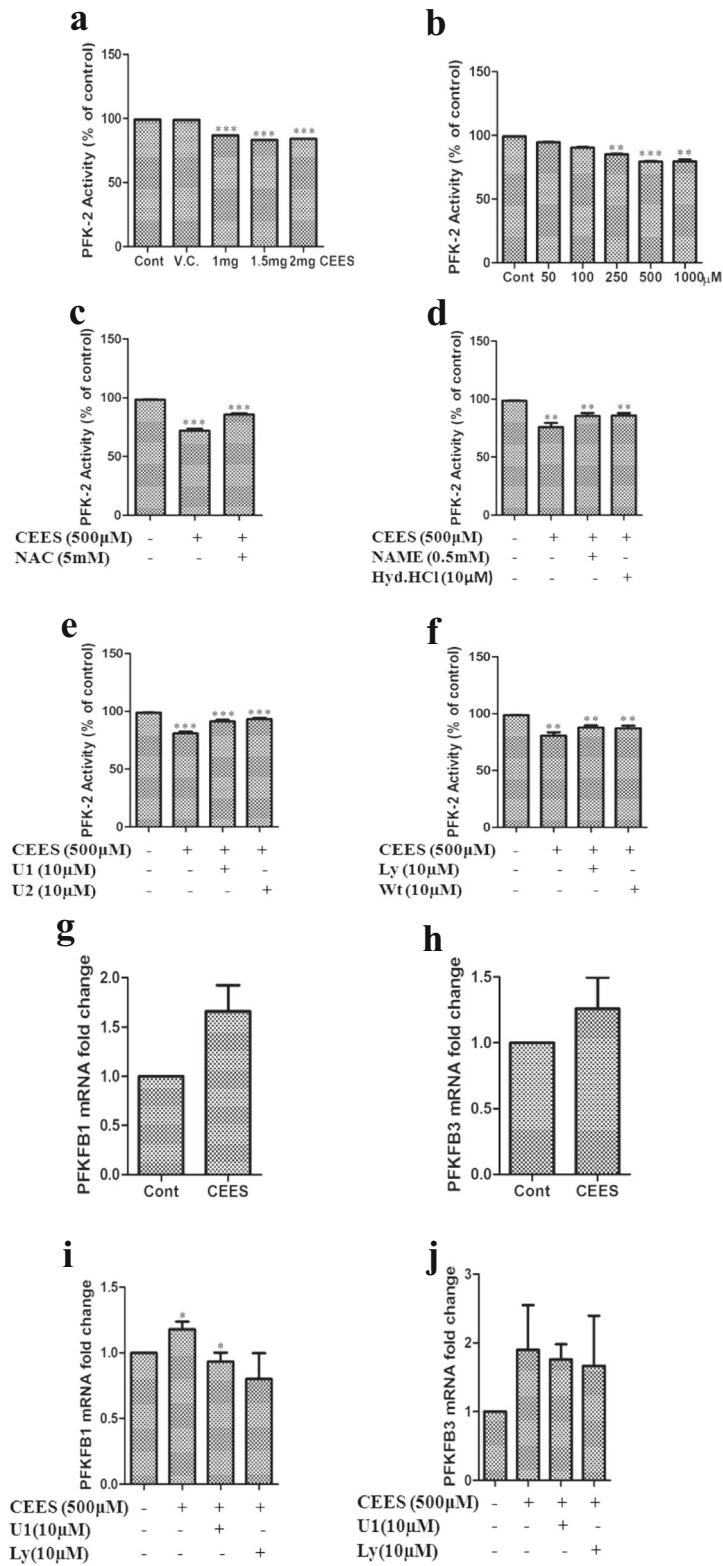 a
PFK-2 Activity (% of control)
150
100
50
0
***
***
***
Cont V.C. 1mg 1.5mg 2mg CEES
b
PFK-2 Activity (% of control)
150
100
50
0
**
***
**
Cont 50 100 250 500 1000μM
c
PFK-2 Activity (% of control)
150
100
50
0
***
***
CEES (500μM) - + +
NAC (5mM) - - +
d
PFK-2 Activity (% of control)
150
100
50
0
**
**
**
CEES (500μM) - + + +
NAME (0.5mM) - - + -
Hyd.HCl (10μM) - - - +
e
PFK-2 Activity (% of control)
150
100
50
0
***
***
***
CEES (500μM) - + + +
U1 (10μM) - - + -
U2 (10μM) - - - +
f
PFK-2 Activity (% of control)
150
100
50
0
**
**
**
CEES (500μM) - + + +
Ly (10μM) - - + -
Wt (10μM) - - - +
g
PFKFB1 mRNA fold change
2.0
1.5
1.0
0.5
0.0
Cont CEES
h
PFKFB3 mRNA fold change
1.5
1.0
0.5
0.0
Cont CEES
i
PFKFB1 mRNA fold change
1.5
1.0
0.5
0.0
*
*
CEES (500μM) - + + +
U1(10μM) - - + -
Ly(10μM) - - - +
j
PFKFB3 mRNA fold change
3
2
1
0
CEES (500μM) - + + +
U1(10μM) - - + -
Ly(10μM) - - - +